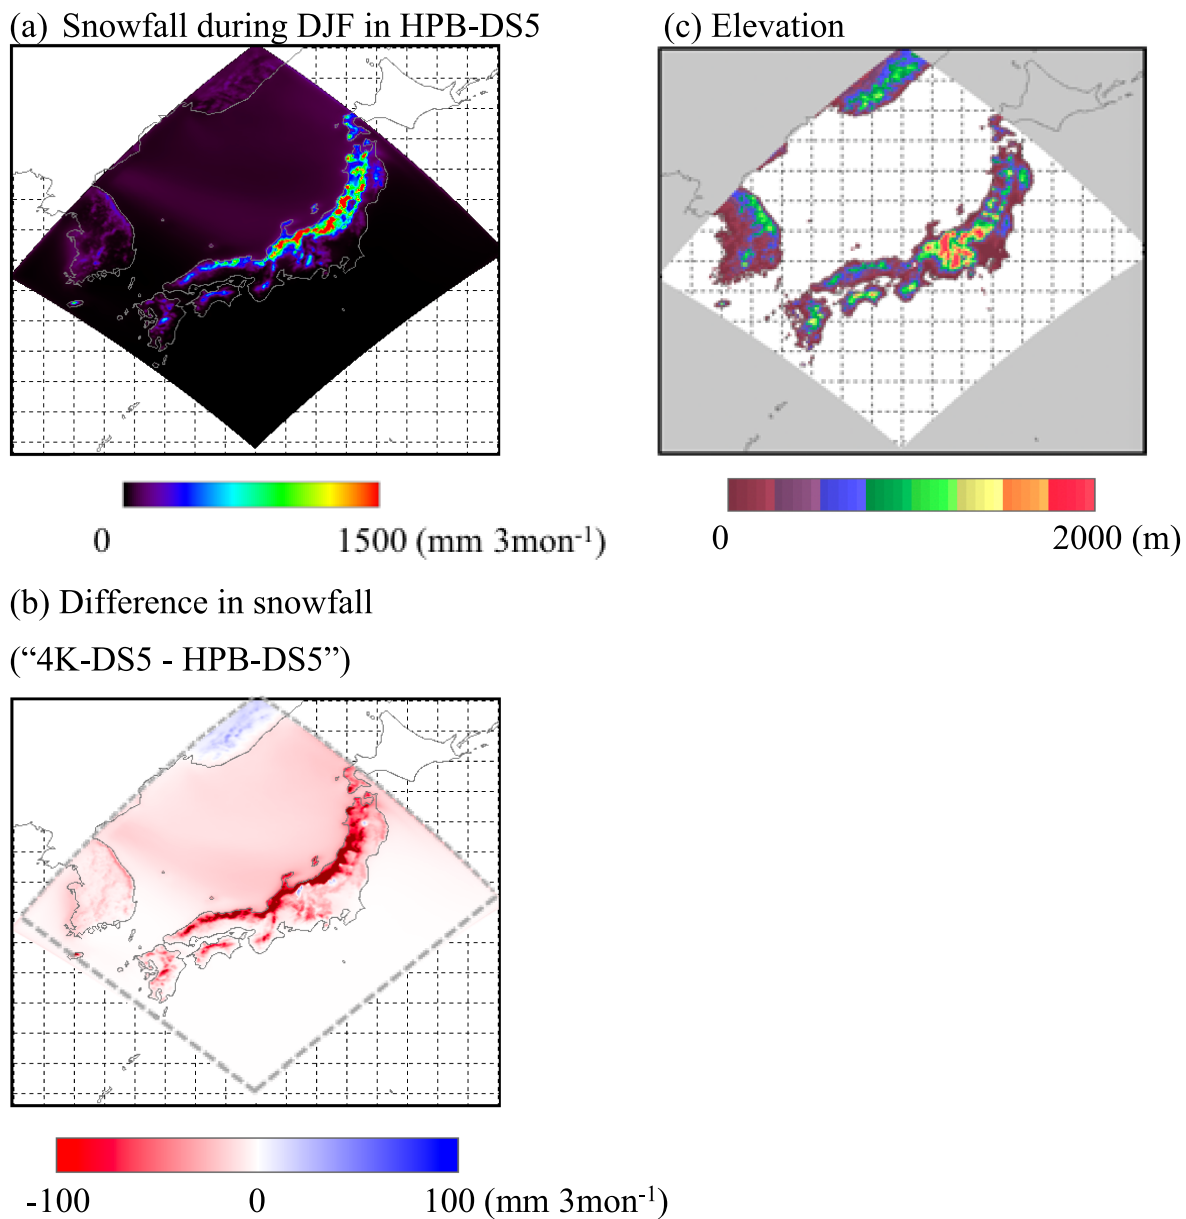 (a) Snowfall during DJF in HPB-DS5
0 1500 (mm 3mon⁻¹)
(c) Elevation
0 2000 (m)
(b) Difference in snowfall
(“4K-DS5 - HPB-DS5”)
-100 0 100 (mm 3mon⁻¹)